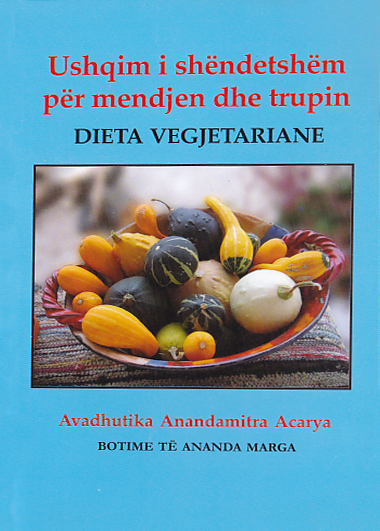 Ushqim i shëndetshëm
për mendjen dhe trupin
DIETA VEGJETARIANE
Avadhutika Anandamitra Acarya
BOTIME TË ANANDA MARGA